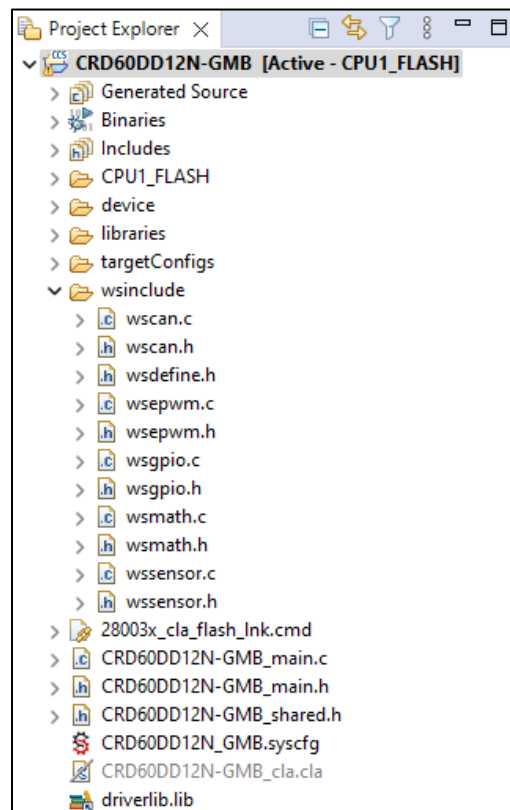 Project Explorer
CRD60DD12N-GMB [Active - CPU1_FLASH]
Generated Source
Binaries
Includes
CPU1_FLASH
device
libraries
targetConfigs
wsinclude
wscan.c
wscan.h
wsdefine.h
wsepwm.c
wsepwm.h
wsgpio.c
wsgpio.h
wsmath.c
wsmath.h
wssensor.c
wssensor.h
28003x_cla_flash_lnk.cmd
CRD60DD12N-GMB_main.c
CRD60DD12N-GMB_main.h
CRD60DD12N-GMB_shared.h
CRD60DD12N_GMB.syscfg
CRD60DD12N-GMB_cla.cla
driverlib.lib